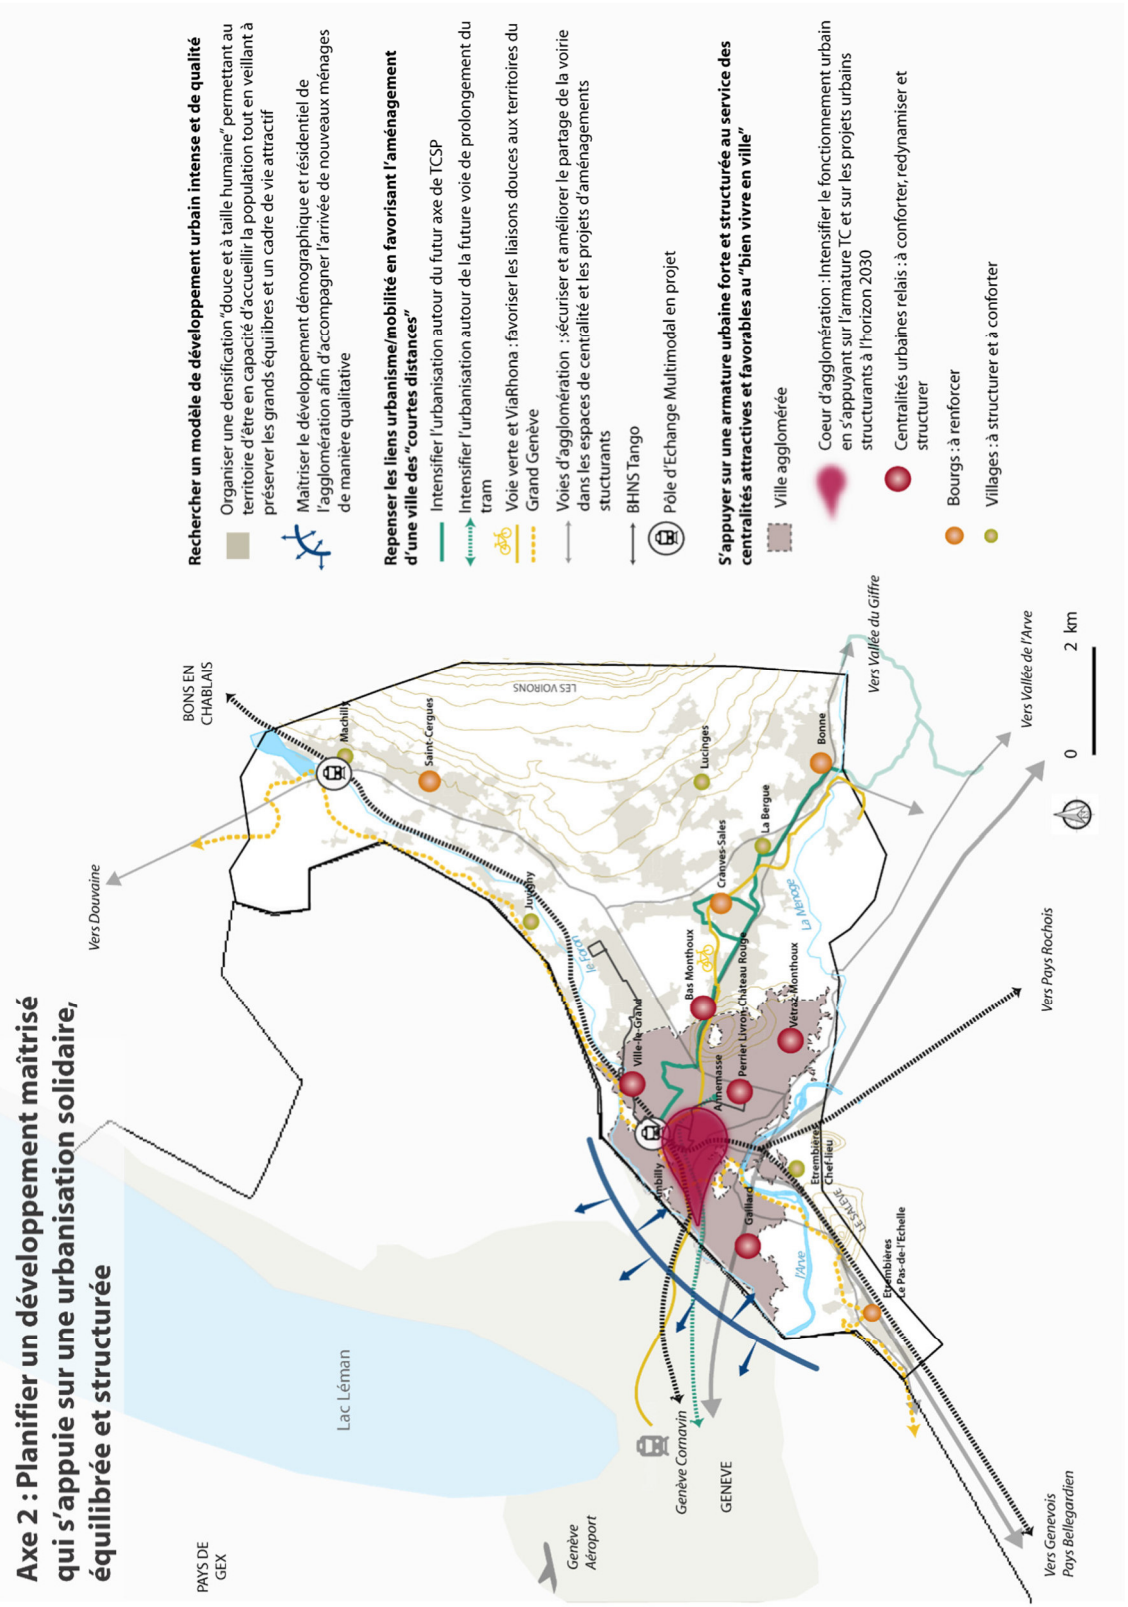 Axe 2 : Planifier un développement maîtrisé
qui s'appuie sur une urbanisation solidaire,
équilibrée et structurée
PAYS DE
GEX
Lac Léman
Genève
Aéroport
Genève Cornavin
GENEVE
Vers Genevois
Pays Bellegardien
Vers Douvaine
BONS EN
CHABLAIS
Machilly
Saint-Cergues
LES VOIRONS
Juvigny
le Foron
Lucinges
Ville-la-Grand
Bas Monthoux
Cranves-Sales
La Bergue
Bonne
La Menoge
Ambilly
Annemasse
Perrier Livron-Château Rouge
Vétraz-Monthoux
Gaillard
l'Arve
Etrembières
Chef-lieu
LE SALÈVE
Etrembières
Le Pas-de-l'Echelle
Vers Pays Rochois
Vers Vallée du Giffre
Vers Vallée de l'Arve
0
2 km
Rechercher un modèle de développement urbain intense et de qualité
Organiser une densification "douce et à taille humaine" permettant au
territoire d'être en capacité d'accueillir la population tout en veillant à
préserver les grands équilibres et un cadre de vie attractif
Maîtriser le développement démographique et résidentiel de
l'agglomération afin d'accompagner l'arrivée de nouveaux ménages
de manière qualitative
Repenser les liens urbanisme/mobilité en favorisant l'aménagement
d'une ville des "courtes distances"
Intensifier l'urbanisation autour du futur axe de TCSP
Intensifier l'urbanisation autour de la future voie de prolongement du
tram
Voie verte et ViaRhona : favoriser les liaisons douces aux territoires du
Grand Genève
Voies d'agglomération : sécuriser et améliorer le partage de la voirie
dans les espaces de centralité et les projets d'aménagements
stucturants
BHNS Tango
Pôle d'Echange Multimodal en projet
S'appuyer sur une armature urbaine forte et structurée au service des
centralités attractives et favorables au "bien vivre en ville"
Ville agglomérée
Coeur d'agglomération : Intensifier le fonctionnement urbain
en s'appuyant sur l'armature TC et sur les projets urbains
structurants à l'horizon 2030
Centralités urbaines relais : à conforter, redynamiser et
structurer
Bourgs : à renforcer
Villages : à structurer et à conforter